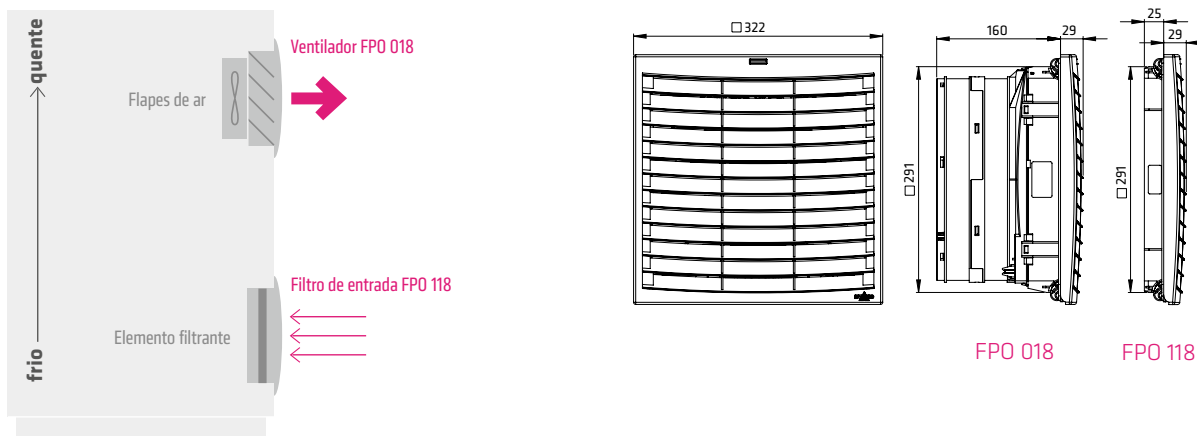 quente
frio
Ventilador FPO 018
Flapes de ar
Filtro de entrada FPO 118
Elemento filtrante
□322
160
29
□291
FPO 018
25
29
□291
FPO 118